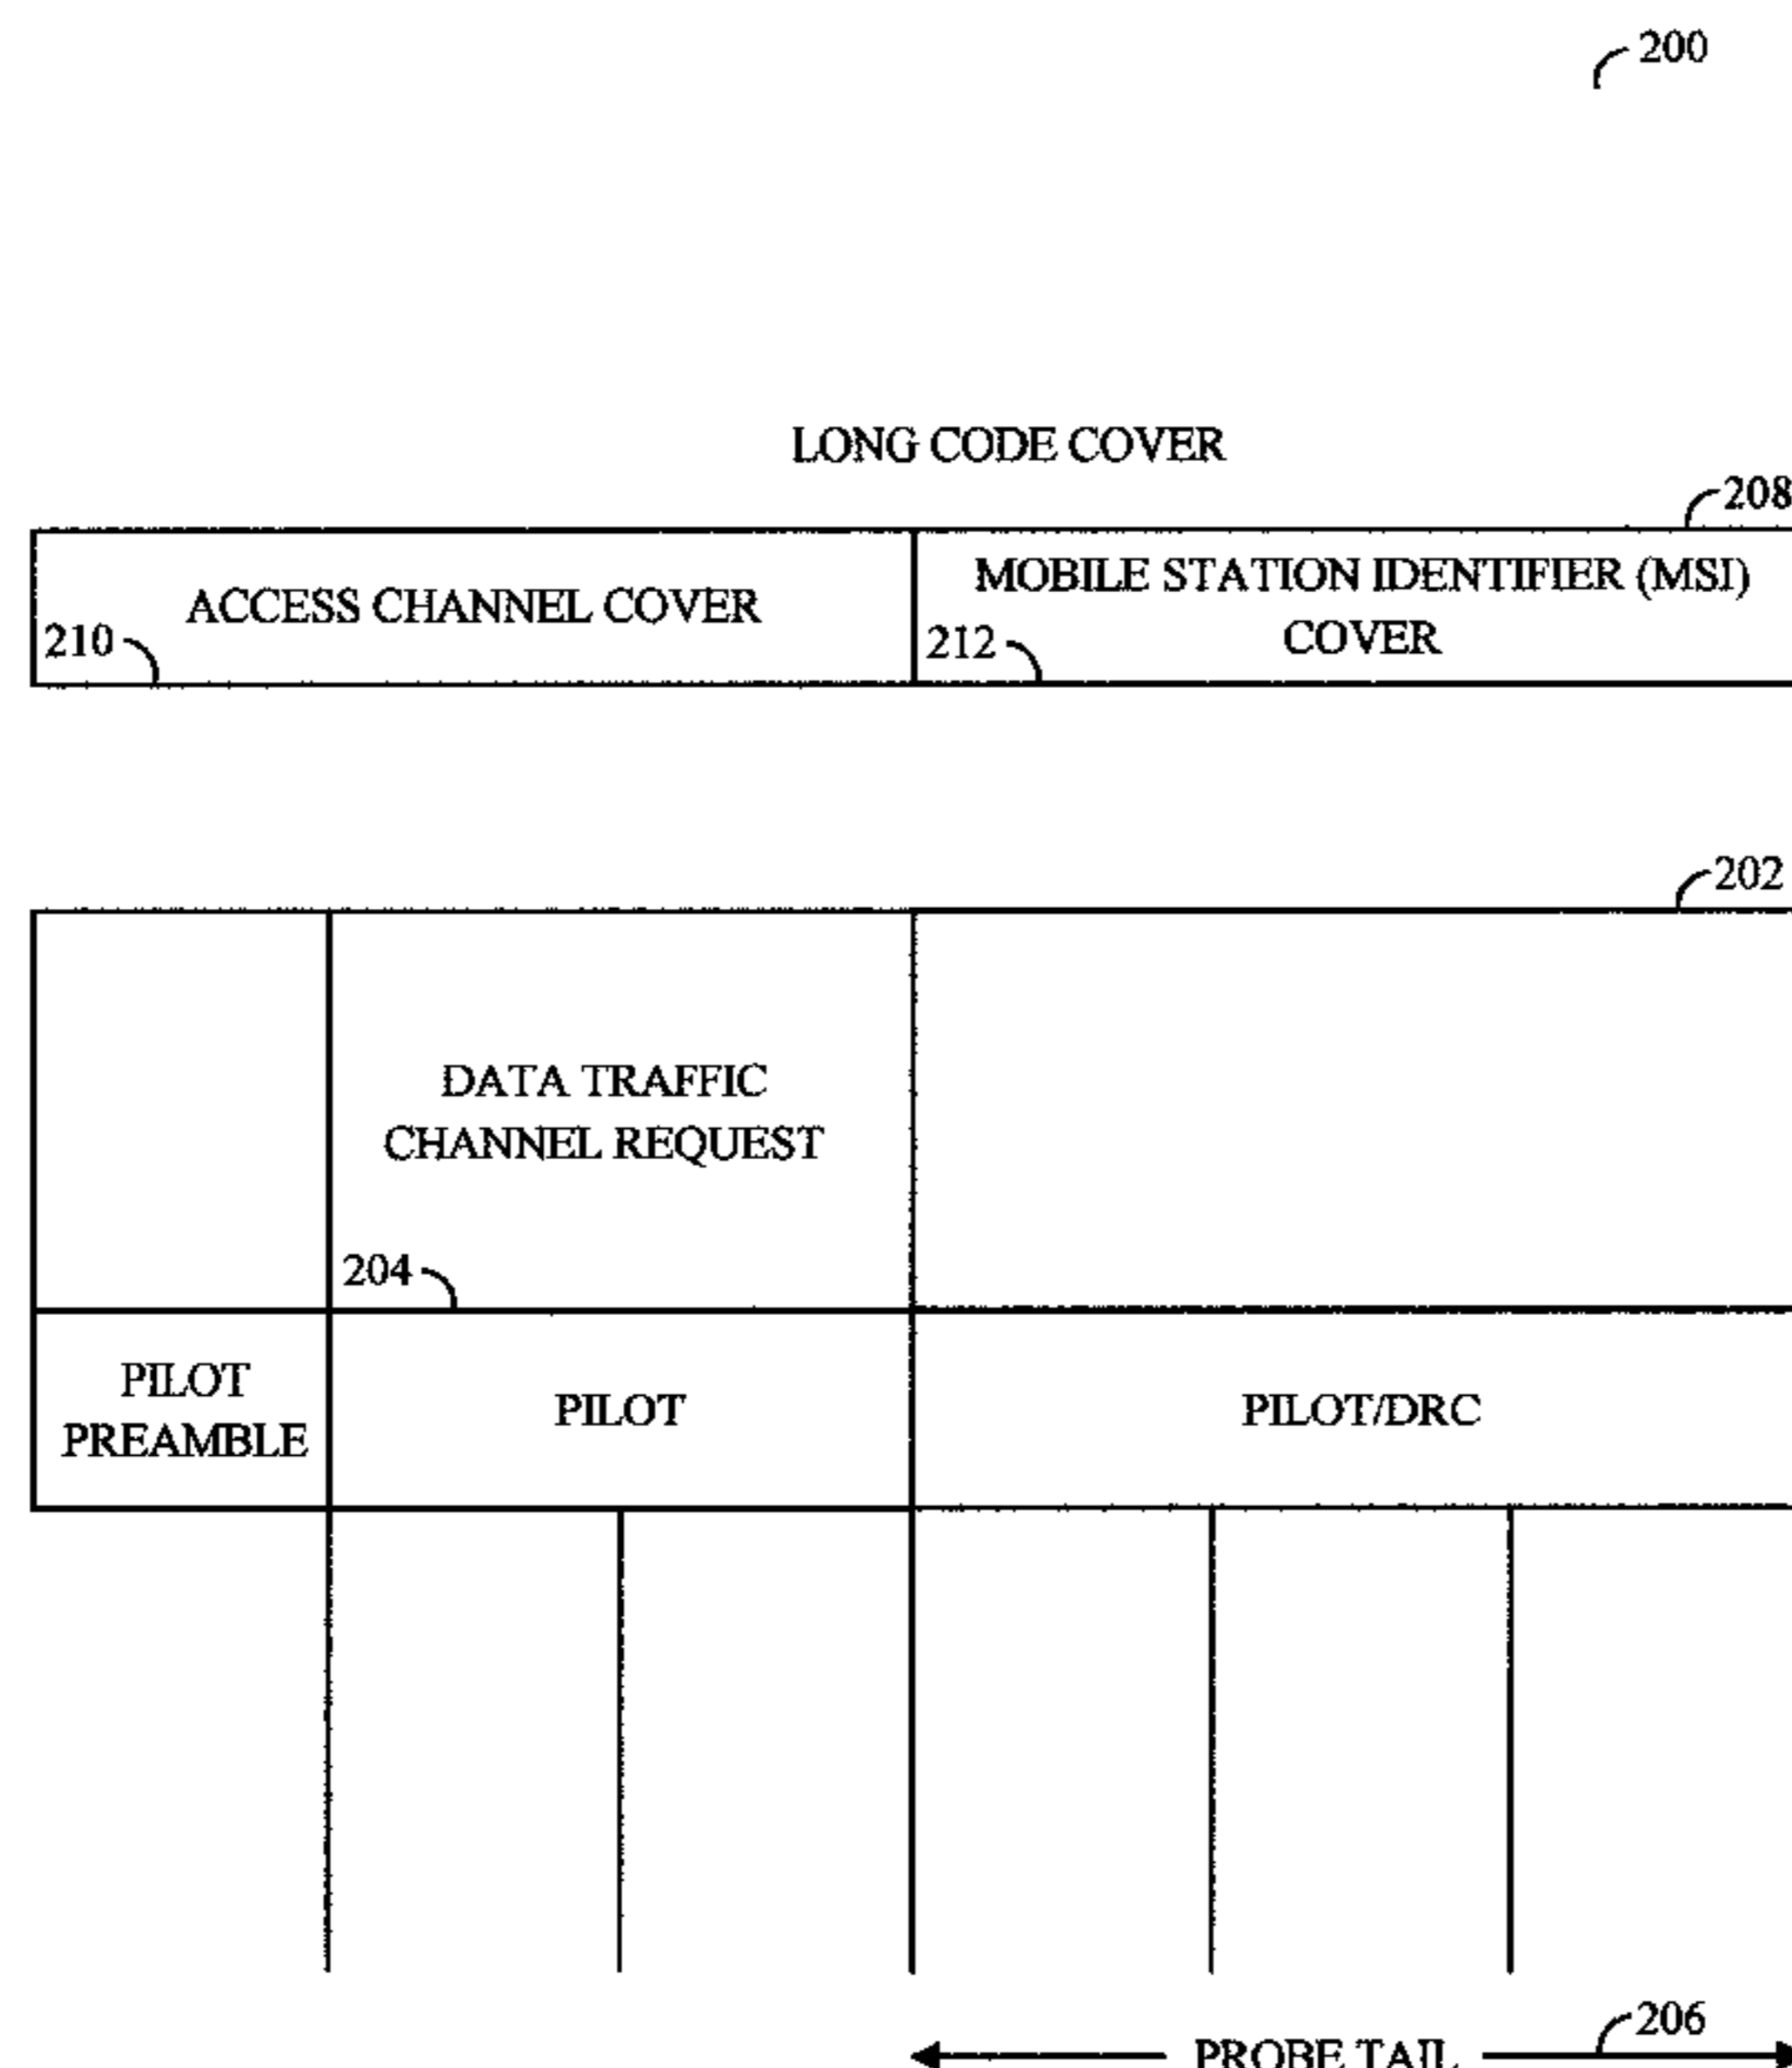 200
LONG CODE COVER
208
ACCESS CHANNEL COVER
210
MOBILE STATION IDENTIFIER (MSI)
COVER
212
202
DATA TRAFFIC
CHANNEL REQUEST
204
PILOT
PREAMBLE
PILOT
PILOT/DRC
206
PROBE TAIL